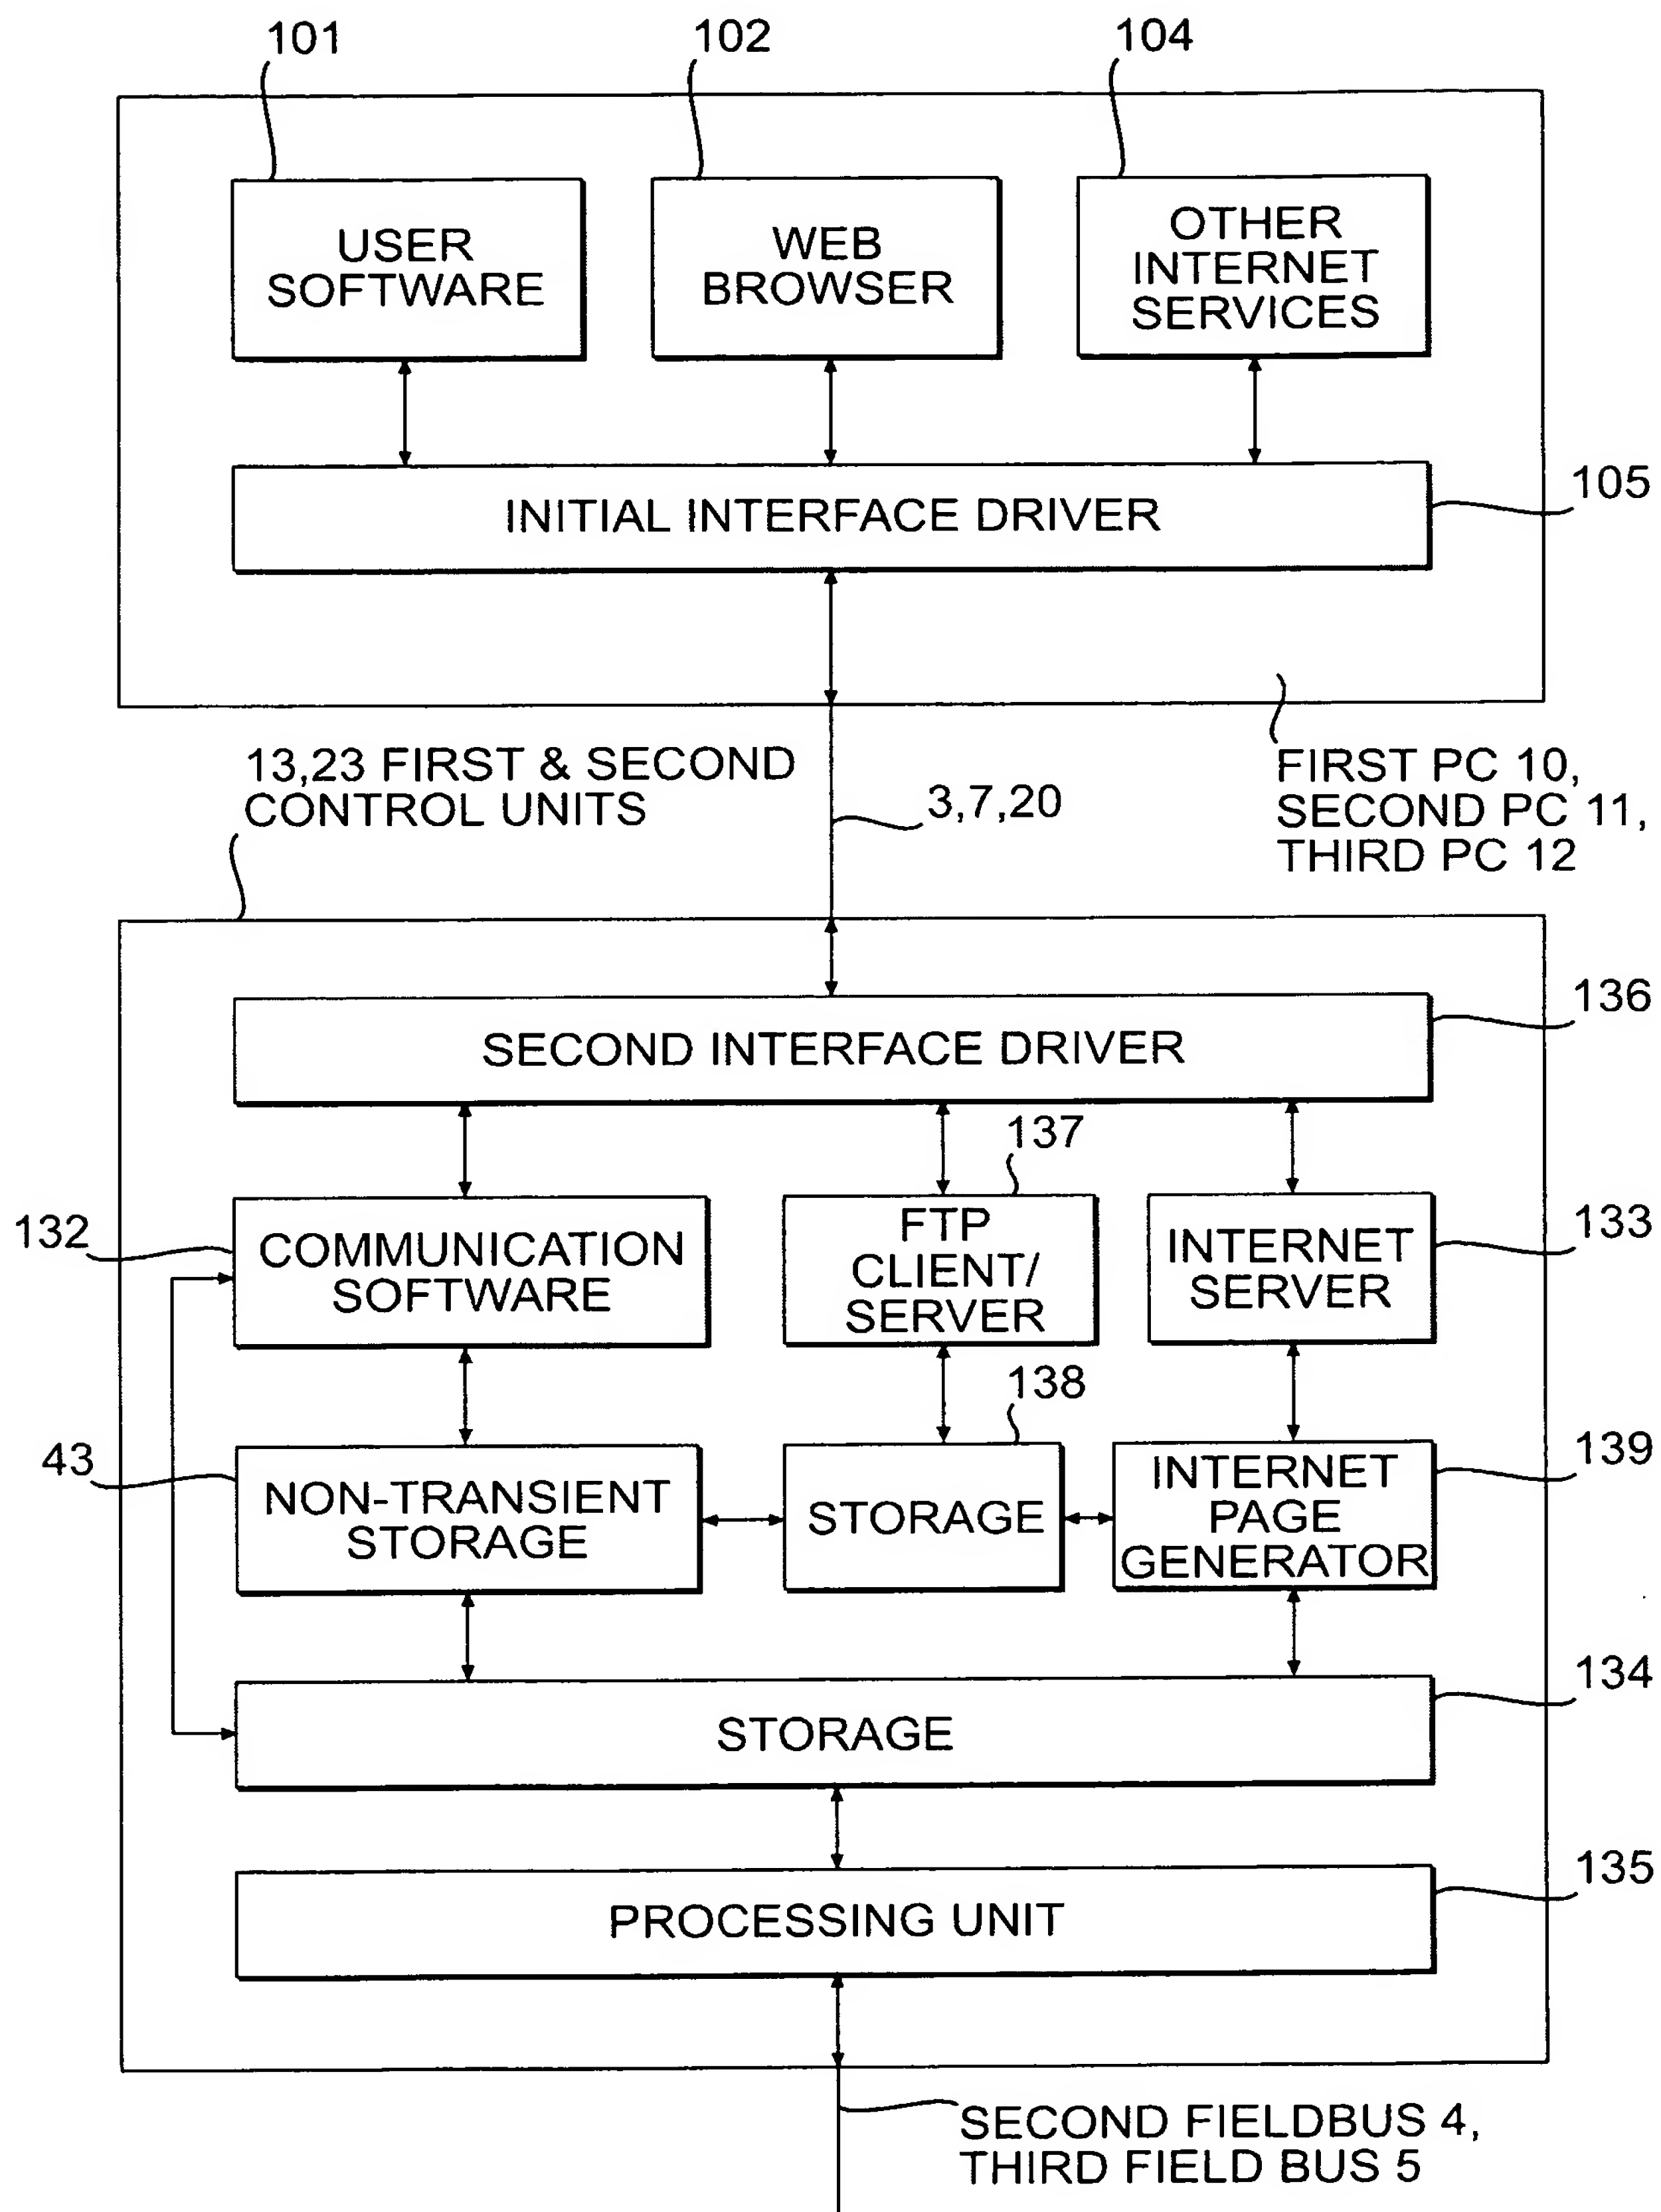 101
102
104
USER
SOFTWARE
WEB
BROWSER
OTHER
INTERNET
SERVICES
INITIAL INTERFACE DRIVER
105
13,23 FIRST & SECOND
CONTROL UNITS
3,7,20
FIRST PC 10,
SECOND PC 11,
THIRD PC 12
SECOND INTERFACE DRIVER
136
137
132
COMMUNICATION
SOFTWARE
FTP
CLIENT/
SERVER
INTERNET
SERVER
133
138
43
NON-TRANSIENT
STORAGE
STORAGE
INTERNET
PAGE
GENERATOR
139
STORAGE
134
PROCESSING UNIT
135
SECOND FIELDBUS 4,
THIRD FIELD BUS 5